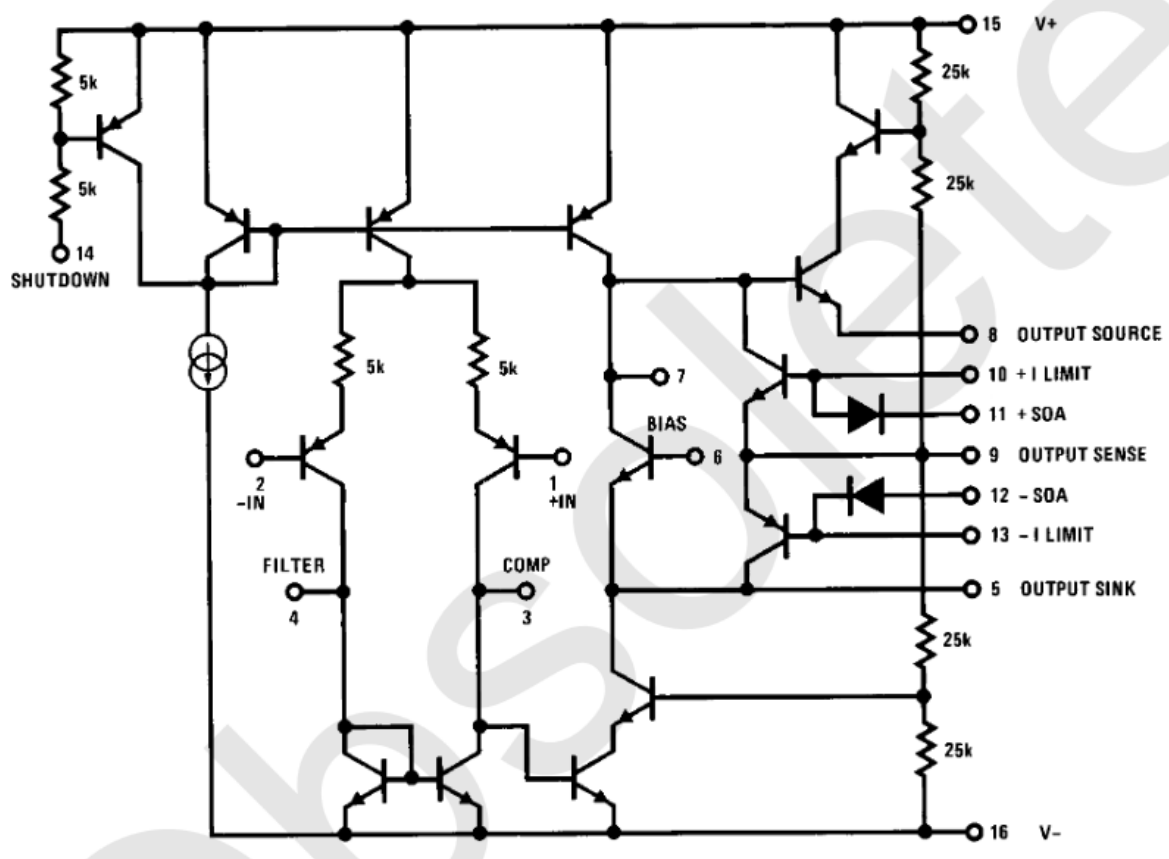 15 V+
5k
25k
5k
25k
14
SHUTDOWN
8 OUTPUT SOURCE
5k
5k
7
10 + I LIMIT
11 + SOA
BIAS
6
9 OUTPUT SENSE
2
-IN
1
+IN
12 - SOA
13 - I LIMIT
FILTER
4
COMP
3
5 OUTPUT SINK
25k
25k
16 V-
obsolete